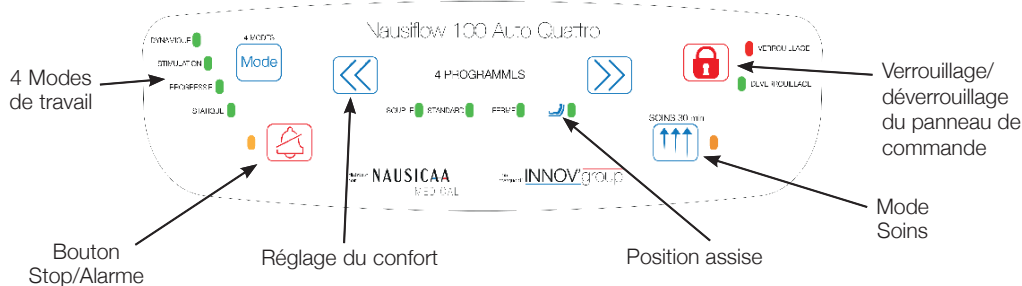 Nausiflow 100 Auto Quattro
DYNAMIQUE
4 MODES
Mode
STIMULATION
PROGRESSIF
STATIQUE
4 PROGRAMMES
SOUPLE STANDARD FERME
VERROUILLAGE
DEVERROUILLAGE
SOINS 30 min
NAUSICAA
MEDICAL
INNOV'group
4 Modes
de travail
Verrouillage/
déverrouillage
du panneau de
commande
Bouton
Stop/Alarme
Réglage du confort
Position assise
Mode
Soins